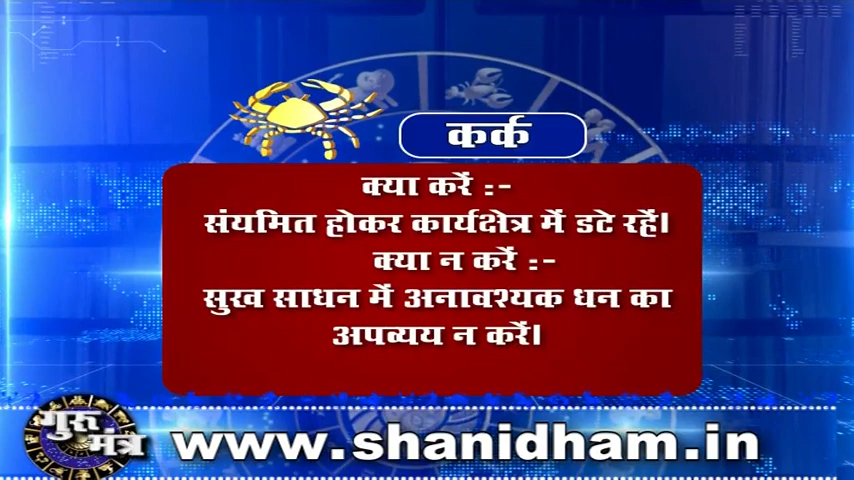 कर्क
क्या करें :-
संयमित होकर कार्यक्षेत्र में डटे रहें।
क्या न करें :-
सुख साधन में अनावश्यक धन का
अपव्यय न करें।
गुरु
मंत्र
www.shanidham.in